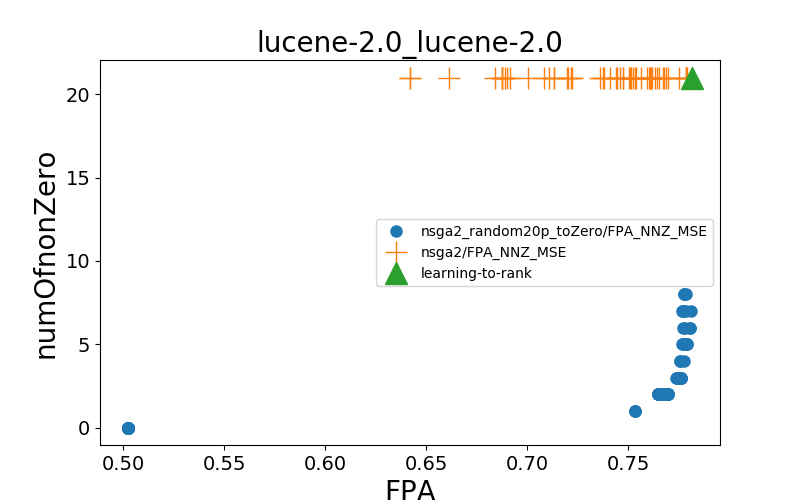 lucene-2.0_lucene-2.0
numOfnonZero
20
15
10
5
0
nsga2_random20p_toZero/FPA_NNZ_MSE
nsga2/FPA_NNZ_MSE
learning-to-rank
0.50 0.55 0.60 0.65 0.70 0.75
FPA